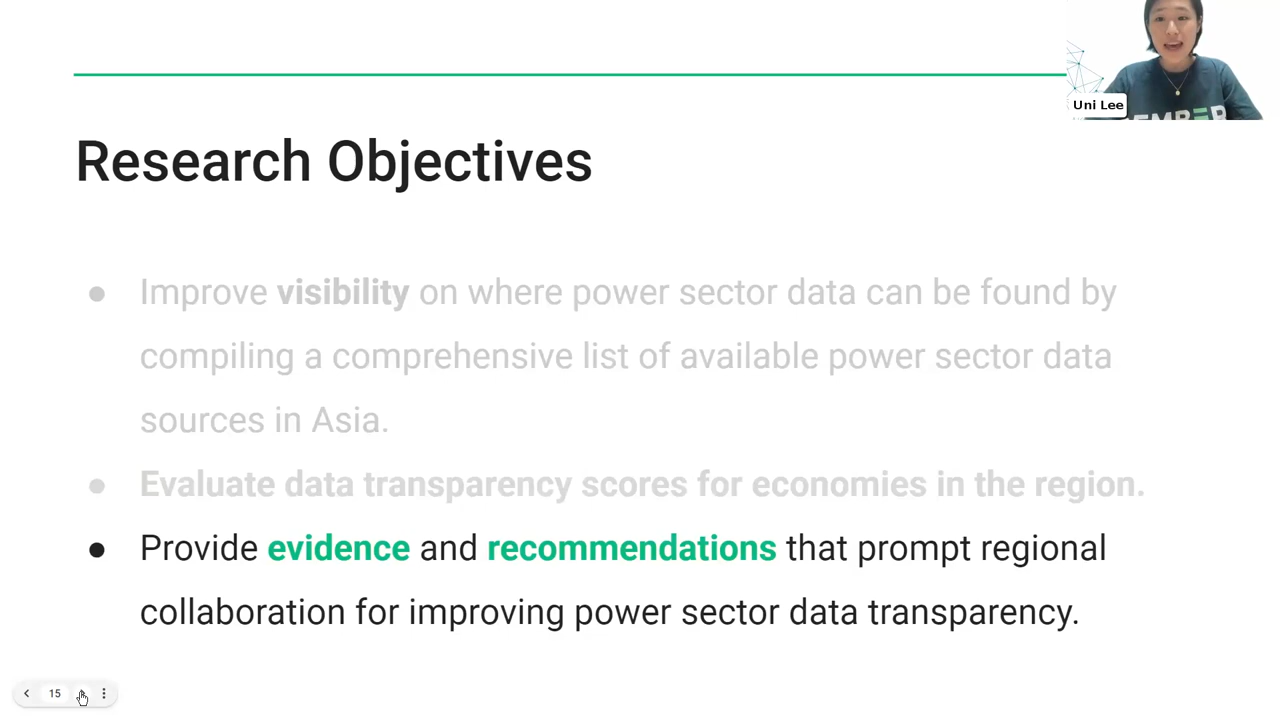 Uni Lee
EMBER
Research Objectives
● Improve visibility on where power sector data can be found by
compiling a comprehensive list of available power sector data
sources in Asia.
● Evaluate data transparency scores for economies in the region.
● Provide evidence and recommendations that prompt regional
collaboration for improving power sector data transparency.
15